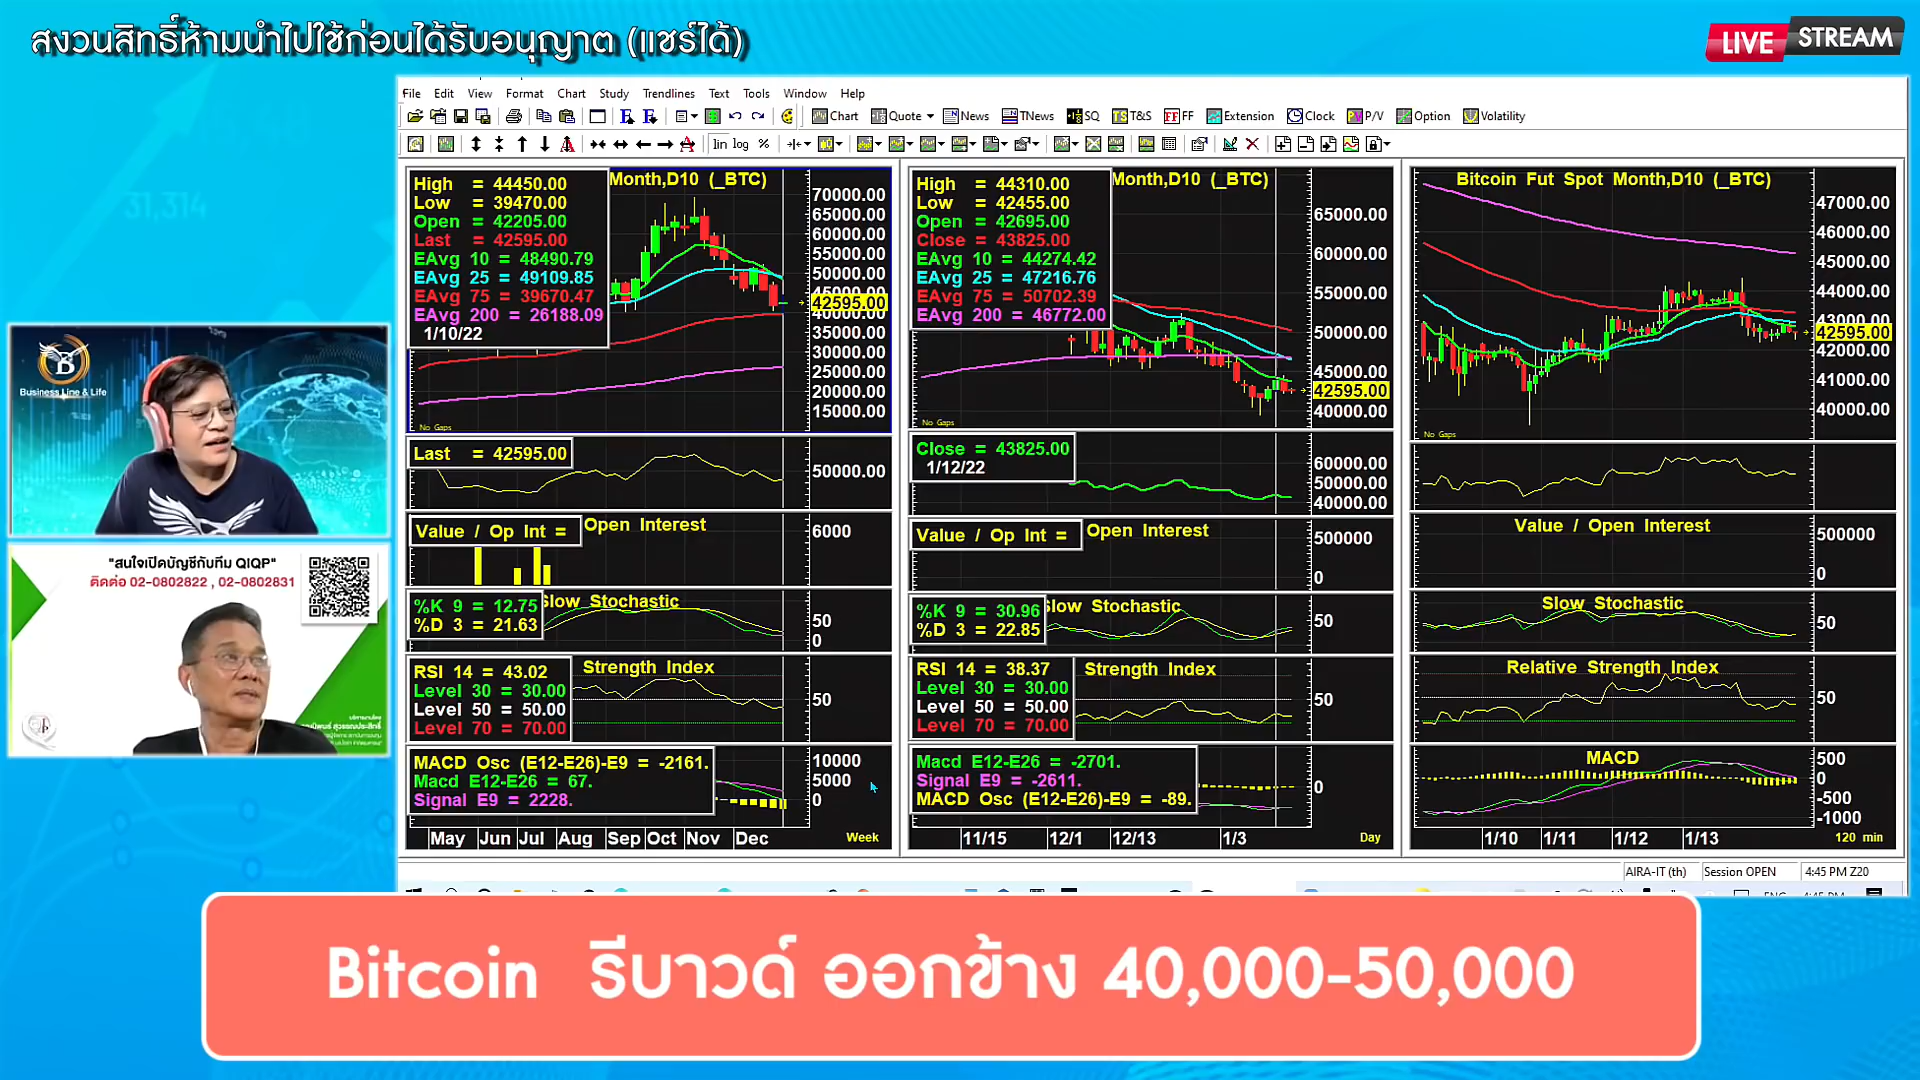 สงวนสิทธิ์ห้ามนำไปใช้ก่อนได้รับอนุญาต (แชร์ได้)
LIVE STREAM
File Edit View Format Chart Study Trendlines Text Tools Window Help
Chart Quote News TNews SQ T&S FF Extension Clock P/V Option Volatility
lin log %
High = 44450.00
Low = 39470.00
Open = 42205.00
Last = 42595.00
EAvg 10 = 48490.79
EAvg 25 = 49109.85
EAvg 75 = 39670.47
EAvg 200 = 26188.09
1/10/22
Month,D10 (_BTC)
70000.00
65000.00
60000.00
55000.00
50000.00
42595.00
40000.00
35000.00
30000.00
25000.00
20000.00
15000.00
No Gaps
Last = 42595.00
50000.00
Value / Op Int =
Open Interest
6000
%K 9 = 12.75
%D 3 = 21.63
Slow Stochastic
50
0
RSI 14 = 43.02
Level 30 = 30.00
Level 50 = 50.00
Level 70 = 70.00
Strength Index
50
MACD Osc (E12-E26)-E9 = -2161.
Macd E12-E26 = 67.
Signal E9 = 2228.
10000
5000
0
May Jun Jul Aug Sep Oct Nov Dec Week
High = 44310.00
Low = 42455.00
Open = 42695.00
Close = 43825.00
EAvg 10 = 44274.42
EAvg 25 = 47216.76
EAvg 75 = 50702.39
EAvg 200 = 46772.00
Month,D10 (_BTC)
65000.00
60000.00
55000.00
50000.00
45000.00
42595.00
40000.00
No Gaps
Close = 43825.00
1/12/22
60000.00
50000.00
40000.00
Value / Op Int =
Open Interest
500000
0
%K 9 = 30.96
%D 3 = 22.85
Slow Stochastic
50
RSI 14 = 38.37
Level 30 = 30.00
Level 50 = 50.00
Level 70 = 70.00
Strength Index
50
Macd E12-E26 = -2701.
Signal E9 = -2611.
MACD Osc (E12-E26)-E9 = -89.
0
11/15 12/1 12/13 1/3 Day
Bitcoin Fut Spot Month,D10 (_BTC)
47000.00
46000.00
45000.00
44000.00
43000.00
42595.00
42000.00
41000.00
40000.00
No Gaps
Value / Open Interest
500000
0
Slow Stochastic
50
Relative Strength Index
50
MACD
500
0
-500
-1000
1/10 1/11 1/12 1/13 120 min
AIRA-IT (th) Session OPEN 4:45 PM Z20
Business Line & Life
"สนใจเปิดบัญชีกับทีม QIQP"
ติดต่อ 02-0802822 , 02-0802831
31,314
Bitcoin รีบาวด์ ออกข้าง 40,000-50,000